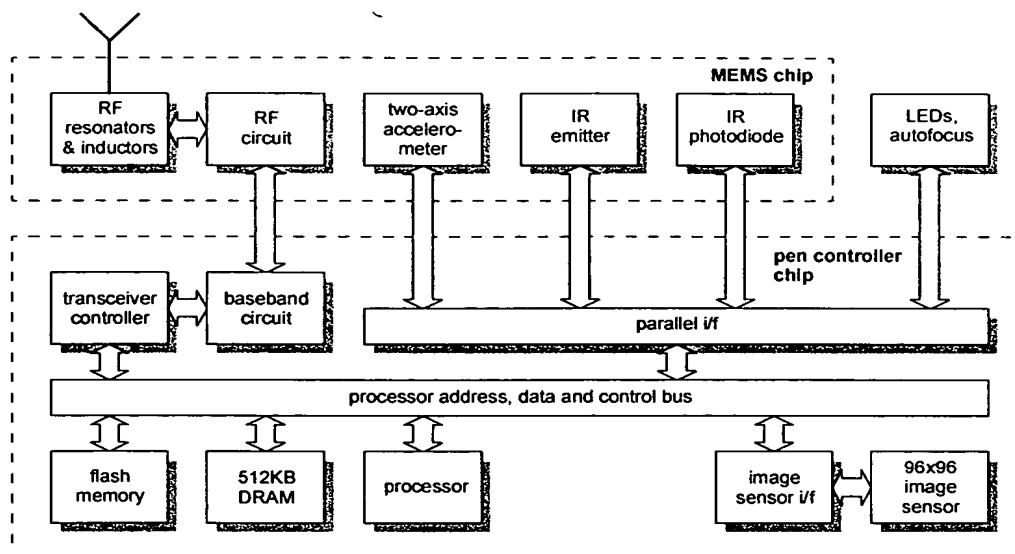 MEMS chip
RF
resonators
& inductors
RF
circuit
two-axis
accelero-
meter
IR
emitter
IR
photodiode
LEDs,
autofocus
pen controller
chip
transceiver
controller
baseband
circuit
parallel i/f
processor address, data and control bus
flash
memory
512KB
DRAM
processor
image
sensor i/f
96x96
image
sensor